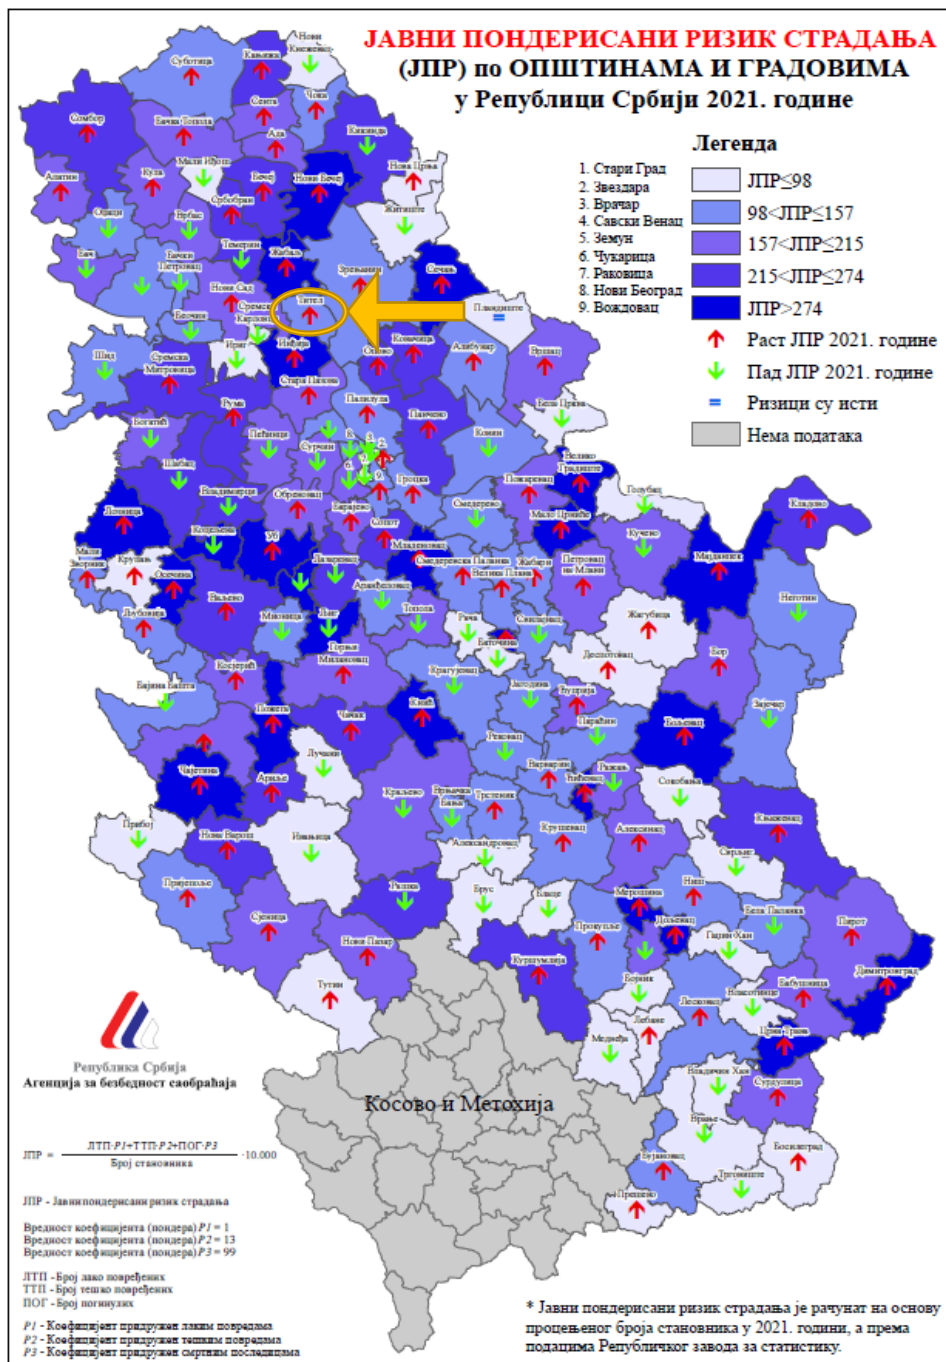 ЈАВНИ ПОНДЕРИСАНИ РИЗИК СТРАДАЊА
(ЈПР) по ОПШТИНАМА И ГРАДОВИМА
у Републици Србији 2021. године
Легенда
ЈПР≤98
98<ЈПР≤157
157<ЈПР≤215
215<ЈПР≤274
ЈПР>274
Раст ЈПР 2021. године
Пад ЈПР 2021. године
= Ризици су исти
Нема података
1. Стари Град
2. Звездара
3. Врачар
4. Савски Венац
5. Земун
6. Чукарица
7. Раковица
8. Нови Београд
9. Вождовац
Нови
Кнежевац
Суботица
Кањижа
Чока
Сента
Сомбор
Бачка Топола
Ада
Кикинда
Мали Иђош
Нова Црња
Апатин
Кула
Бечеј
Нови Бечеј
Србобран
Житиште
Оџаци
Врбас
Темерин
Жабаљ
Бач
Бачки
Петровац
Зрењанин
Сечањ
Нови Сад
Тител
Пландиште
=
Сремски
Карловци
Беочин
Ириг
Инђија
Ковачица
Опово
Алибунар
Вршац
Шид
Сремска
Митровица
Рума
Стара Пазова
Палилула
Панчево
Бела Црква
Богатић
Пећинци
Сурчин
8.
3.
2.
6.
9.
Ковин
Шабац
Владимирци
Обреновац
Гроцка
Пожаревац
Велико
Градиште
Голубац
Барајево
Сопот
Смедерево
Мало Црниће
Кладово
Лозница
Коцељева
Уб
Младеновац
Кучево
Мали
Зворник
Крупањ
Осечина
Лазаревац
Смедеревска Паланка
Велика Плана
Жабари
Петровац
на Млави
Мајданпек
Неготин
Ваљево
Аранђеловац
Љубовија
Мионица
Љиг
Топола
Рача
Свилајнац
Жагубица
Баточина
Горњи
Милановац
Деспотовац
Бор
Косјерић
Крагујевац
Јагодина
Бајина Башта
Ћуприја
Зајечар
Пожега
Чачак
Кнић
Параћин
Бољевац
Рековац
Лучани
Варварин
Ћићевац
Ражањ
Чајетина
Ариље
Краљево
Врњачка
Бања
Трстеник
Сокобања
Прибој
Нова Варош
Ивањица
Крушевац
Алексинац
Књажевац
Александровац
Сврљиг
Пријепоље
Рашка
Брус
Блаце
Мерошина
Ниш
Бела Паланка
Сјеница
Прокупље
Дољевац
Гаџин Хан
Пирот
Нови Пазар
Куршумлија
Димитровград
Тутин
Бојник
Лесковац
Власотинце
Бабушница
Лебане
Медвеђа
Црна Трава
Владичин Хан
Сурдулица
Косово и Метохија
Врање
Босилеград
Бујановац
Трговиште
Прешево
Република Србија
Агенција за безбедност саобраћаја
ЈПР = ЛТП·P1+ТТП·P2+ПОГ·P3 ·10.000
Број становника
ЈПР - Јавни пондерисани ризик страдања
Вредност коефицијента (пондера) P1 = 1
Вредност коефицијента (пондера) P2 = 13
Вредност коефицијента (пондера) P3 = 99
ЛТП - Број лако повређених
ТТП - Број тешко повређених
ПОГ - Број погинулих
P1 - Коефицијент придружен лаким повредама
P2 - Коефицијент придружен тешким повредама
P3 - Коефицијент придружен смртним последицама
* Јавни пондерисани ризик страдања је рачунат на основу
процењеног броја становника у 2021. години, а према
подацима Републичког завода за статистику.